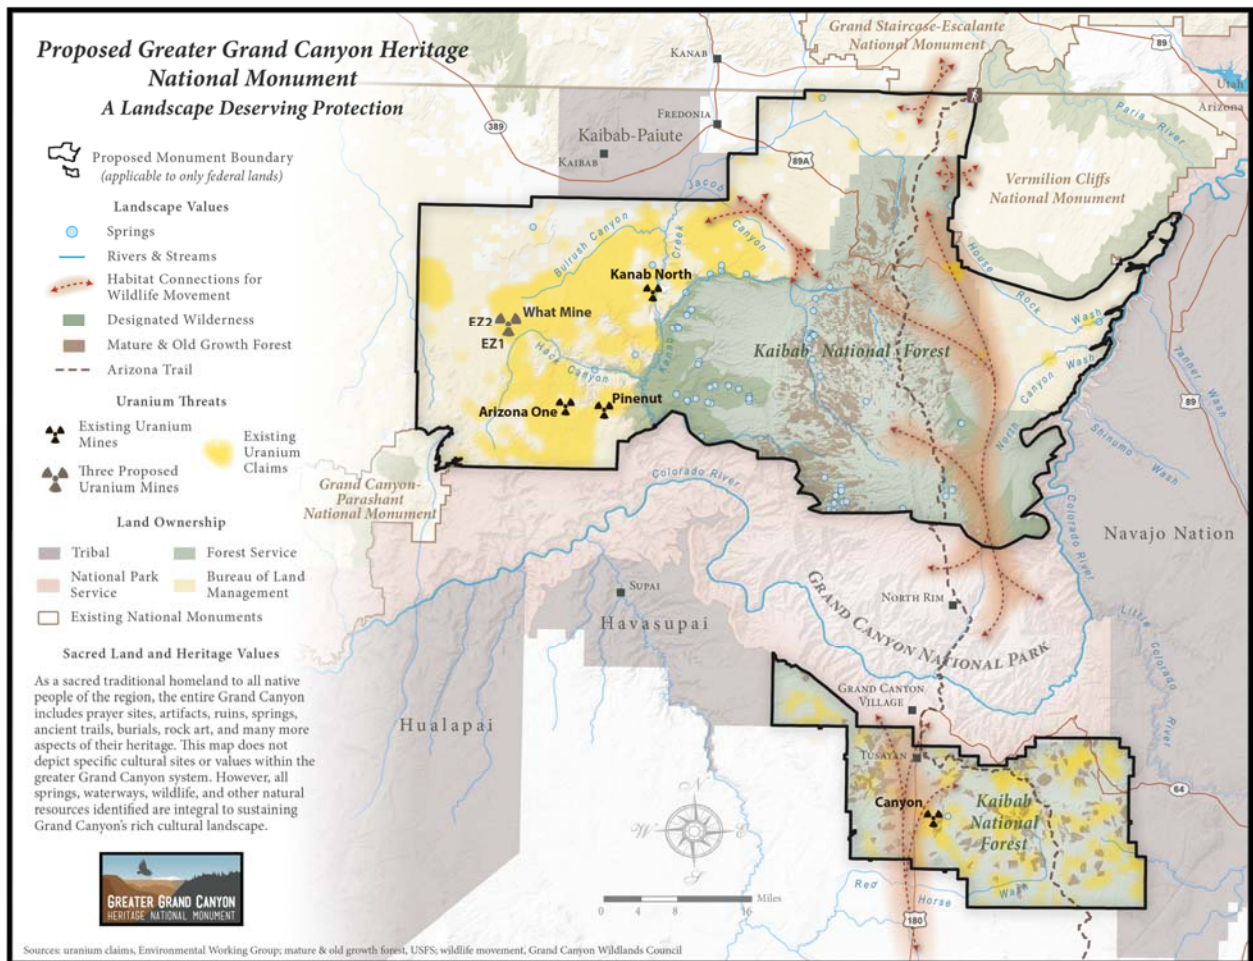 Proposed Greater Grand Canyon Heritage
National Monument
A Landscape Deserving Protection
Proposed Monument Boundary
(applicable to only federal lands)
Landscape Values
Springs
Rivers & Streams
Habitat Connections for
Wildlife Movement
Designated Wilderness
Mature & Old Growth Forest
Arizona Trail
Uranium Threats
Existing Uranium
Mines
Existing
Uranium
Claims
Three Proposed
Uranium Mines
Land Ownership
Tribal
Forest Service
National Park
Service
Bureau of Land
Management
Existing National Monuments
Sacred Land and Heritage Values
As a sacred traditional homeland to all native
people of the region, the entire Grand Canyon
includes prayer sites, artifacts, ruins, springs,
ancient trails, burials, rock art, and many more
aspects of their heritage. This map does not
depict specific cultural sites or values within the
greater Grand Canyon system. However, all
springs, waterways, wildlife, and other natural
resources identified are integral to sustaining
Grand Canyon's rich cultural landscape.
GREATER GRAND CANYON
HERITAGE NATIONAL MONUMENT
Sources: uranium claims, Environmental Working Group; mature & old growth forest, USFS; wildlife movement, Grand Canyon Wildlands Council
Grand Staircase-Escalante
National Monument
89
KANAB
Utah
Arizona
Paria River
FREDONIA
389
Kaibab-Paiute
KAIBAB
89A
Vermilion Cliffs
National Monument
Jacob
Canyon
Bulrush Canyon
Creek
Kanab
Kanab North
House
Rock
Wash
EZ2
What Mine
EZ1
Hack Canyon
Kaibab National Forest
Arizona One
Pinenut
North
Canyon
Wash
Tanner Wash
89
Shinumo Wash
Grand Canyon-
Parashant
National Monument
Colorado River
Colorado River
Navajo Nation
SUPAI
Havasupai
NORTH RIM
GRAND CANYON NATIONAL PARK
Little Colorado River
Hualapai
GRAND CANYON
VILLAGE
TUSAYAN
64
Canyon
Kaibab
National
Forest
N
W
E
S
Red
Horse
Wash
180
Miles
0 4 8 16